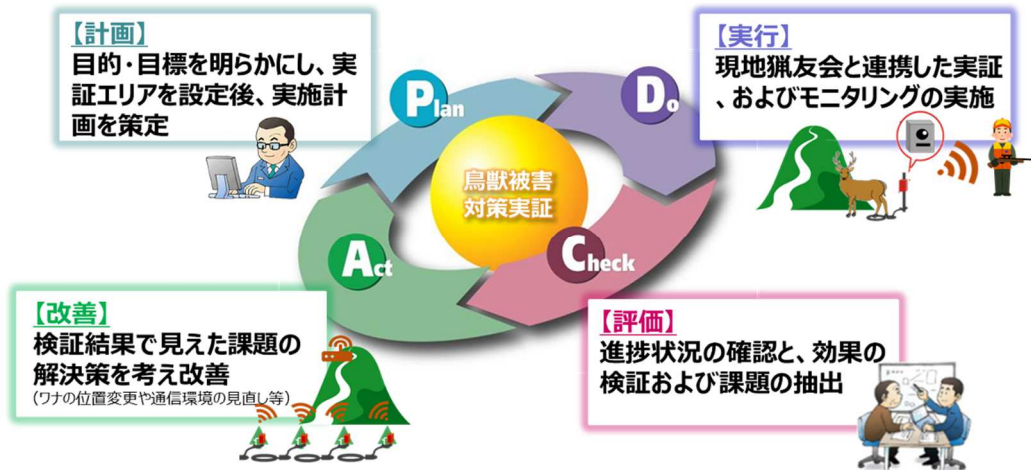 【計画】
目的・目標を明らかにし、実
証エリアを設定後、実施計
画を策定
Plan
Do
【実行】
現地猟友会と連携した実証
、およびモニタリングの実施
鳥獣被害
対策実証
Act
Check
【改善】
検証結果で見えた課題の
解決策を考え改善
(ワナの位置変更や通信環境の見直し等)
【評価】
進捗状況の確認と、効果の
検証および課題の抽出